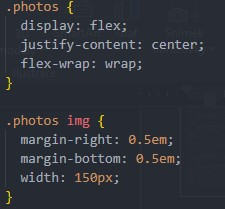 .photos {
  display: flex;
  justify-content: center;
  flex-wrap: wrap;
}
.photos img {
  margin-right: 0.5em;
  margin-bottom: 0.5em;
  width: 150px;
}